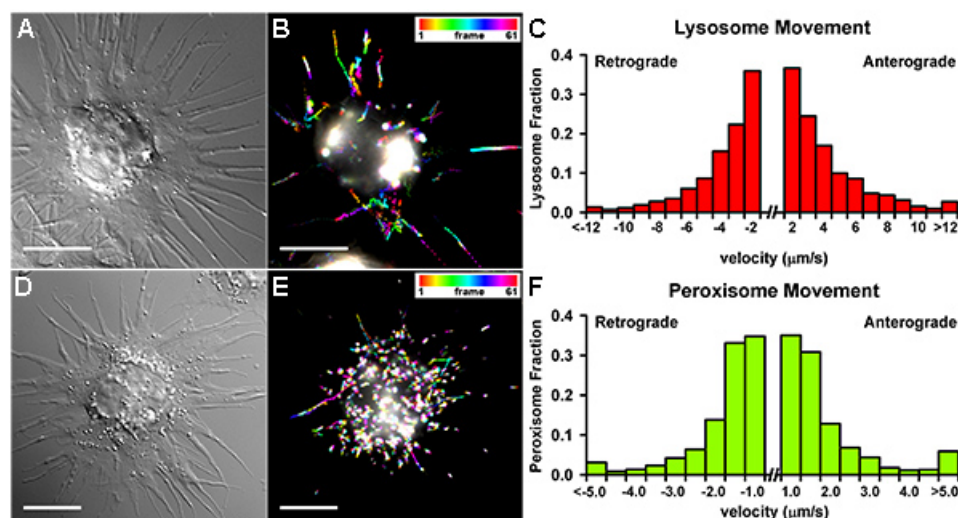 A
B
1 frame 61
C
Lysosome Movement
Retrograde Anterograde
Lysosome Fraction
0.4
0.3
0.2
0.1
0.0
<-12 -10 -8 -6 -4 -2 2 4 6 8 10 >12
velocity (µm/s)
D
E
1 frame 61
F
Peroxisome Movement
Retrograde Anterograde
Peroxisome Fraction
0.4
0.3
0.2
0.1
0.0
<-5.0 -4.0 -3.0 -2.0 -1.0 1.0 2.0 3.0 4.0 >5.0
velocity (µm/s)